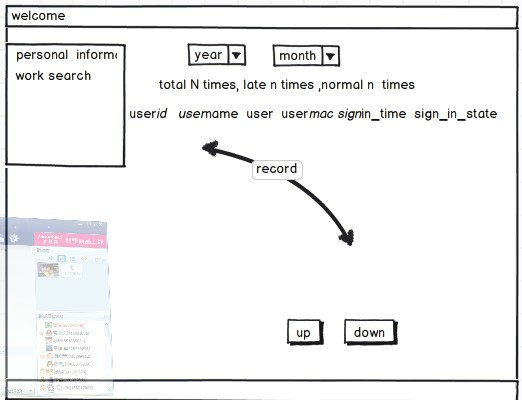 welcome
personal informa
work search
year month
total N times, late n times ,normal n times
userid username user usermac signin_time sign_in_state
record
up down